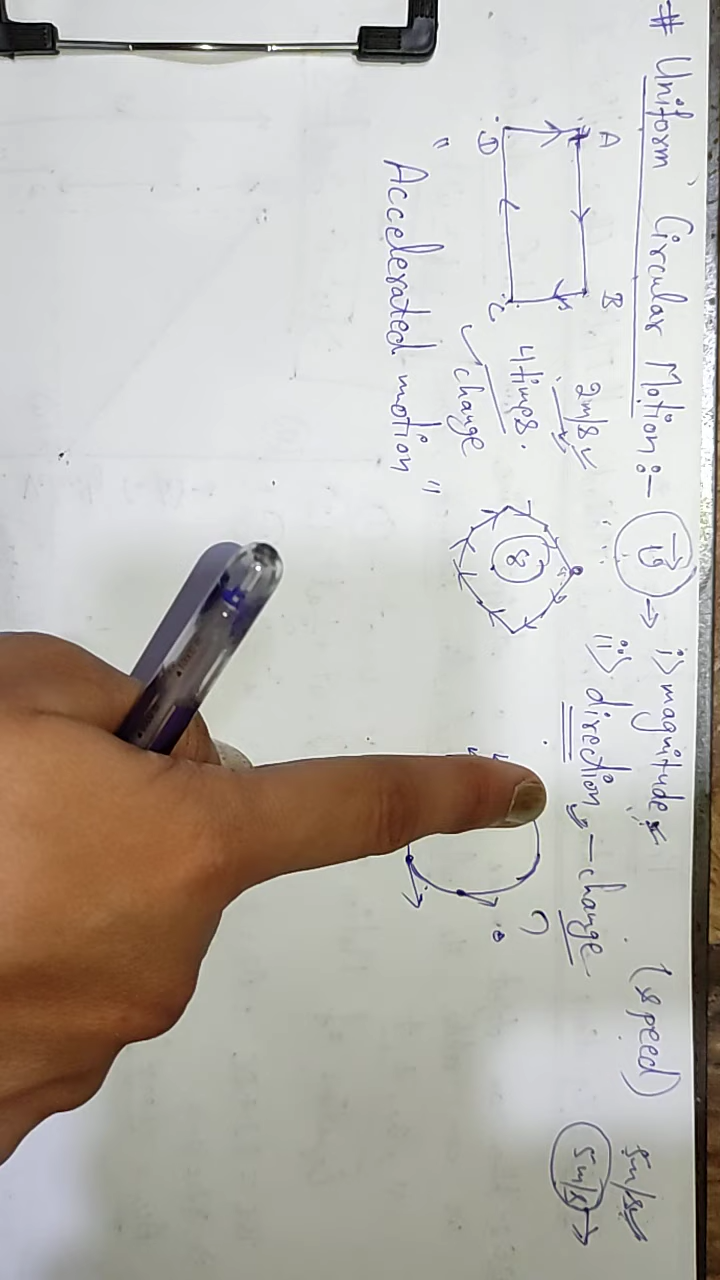 # Uniform Circular Motion :- v → i) magnitude (speed) 5m/s
ii) direction - change 5m/s →
A B 2m/s
D C 4 times.
change
8
?
"Accelerated motion"